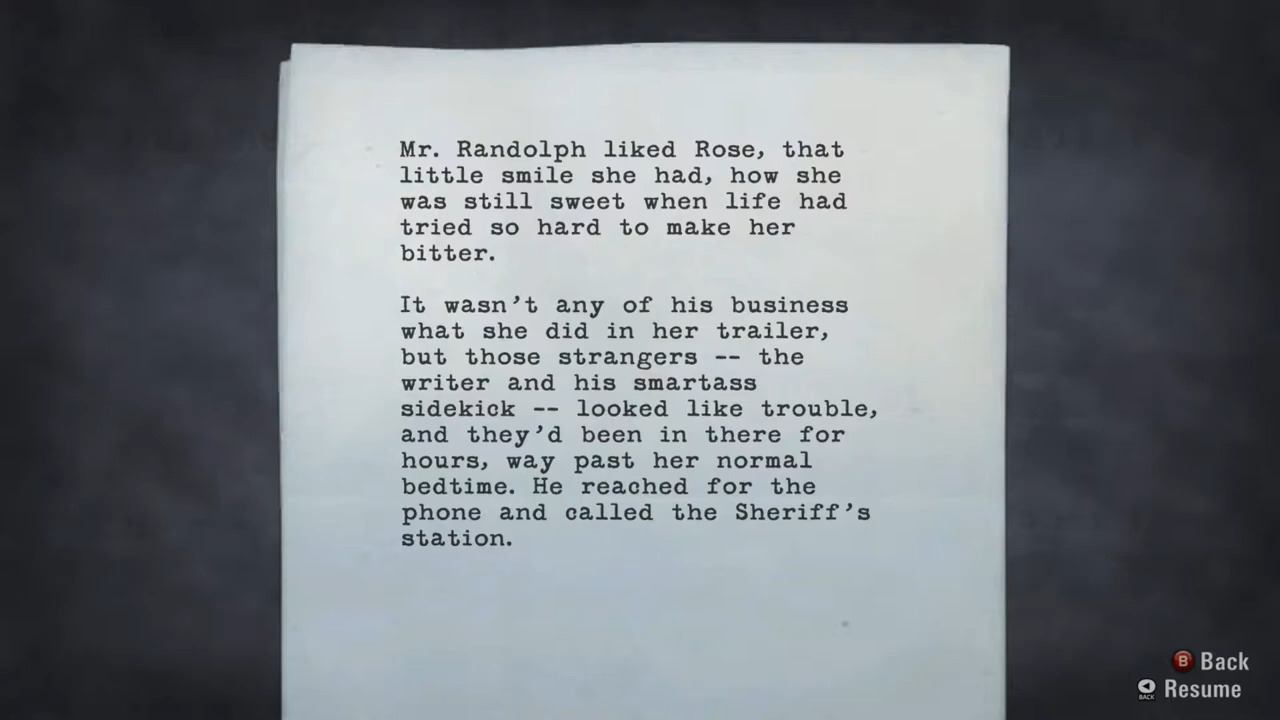 Mr. Randolph liked Rose, that
little smile she had, how she
was still sweet when life had
tried so hard to make her
bitter.
It wasn't any of his business
what she did in her trailer,
but those strangers -- the
writer and his smartass
sidekick -- looked like trouble,
and they'd been in there for
hours, way past her normal
bedtime. He reached for the
phone and called the Sheriff's
station.
B Back
BACK Resume